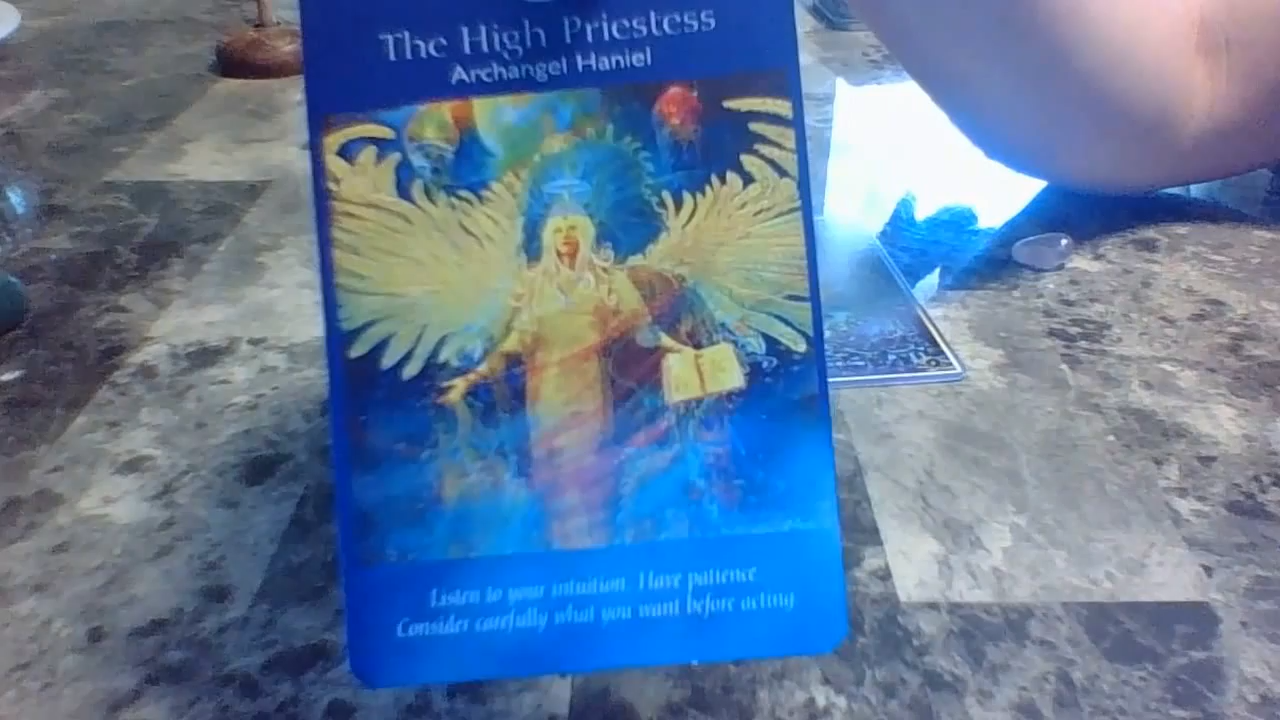 The High Priestess
Archangel Haniel
Listen to your intuition. Have patience.
Consider carefully what you want before acting.